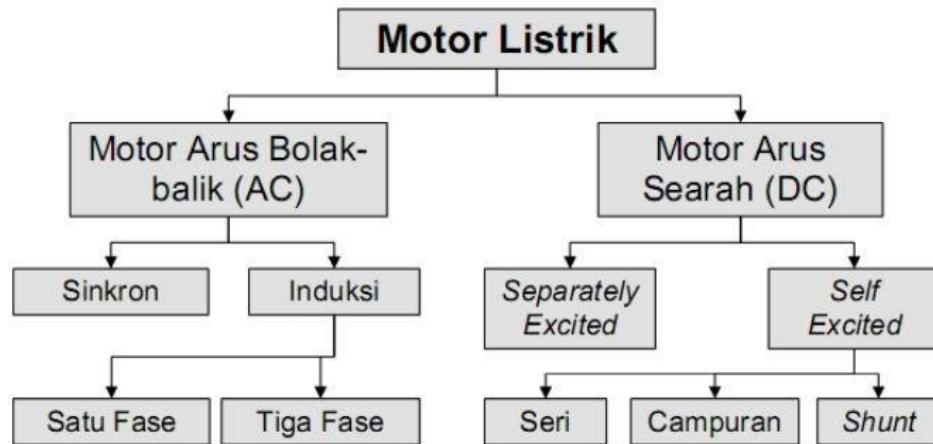 Motor Listrik
Motor Arus Bolak-
balik (AC)
Motor Arus
Searah (DC)
Sinkron
Induksi
Separately
Excited
Self
Excited
Satu Fase
Tiga Fase
Seri
Campuran
Shunt